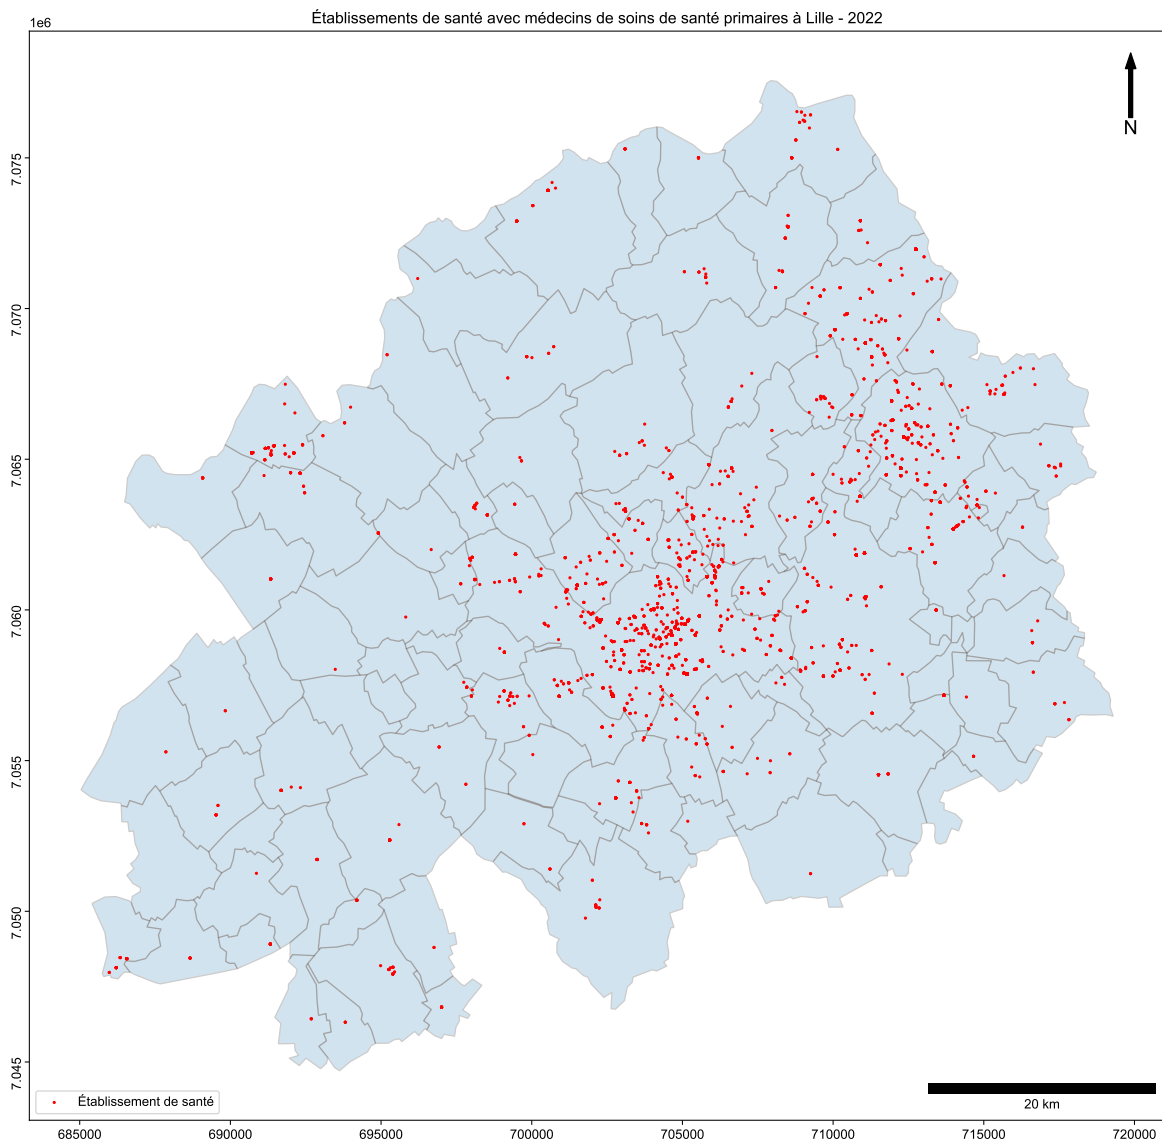 Établissements de santé avec médecins de soins de santé primaires à Lille - 2022
1e6
N
7.075
7.070
7.065
7.060
7.055
7.050
7.045
Établissement de santé
20 km
685000 690000 695000 700000 705000 710000 715000 720000